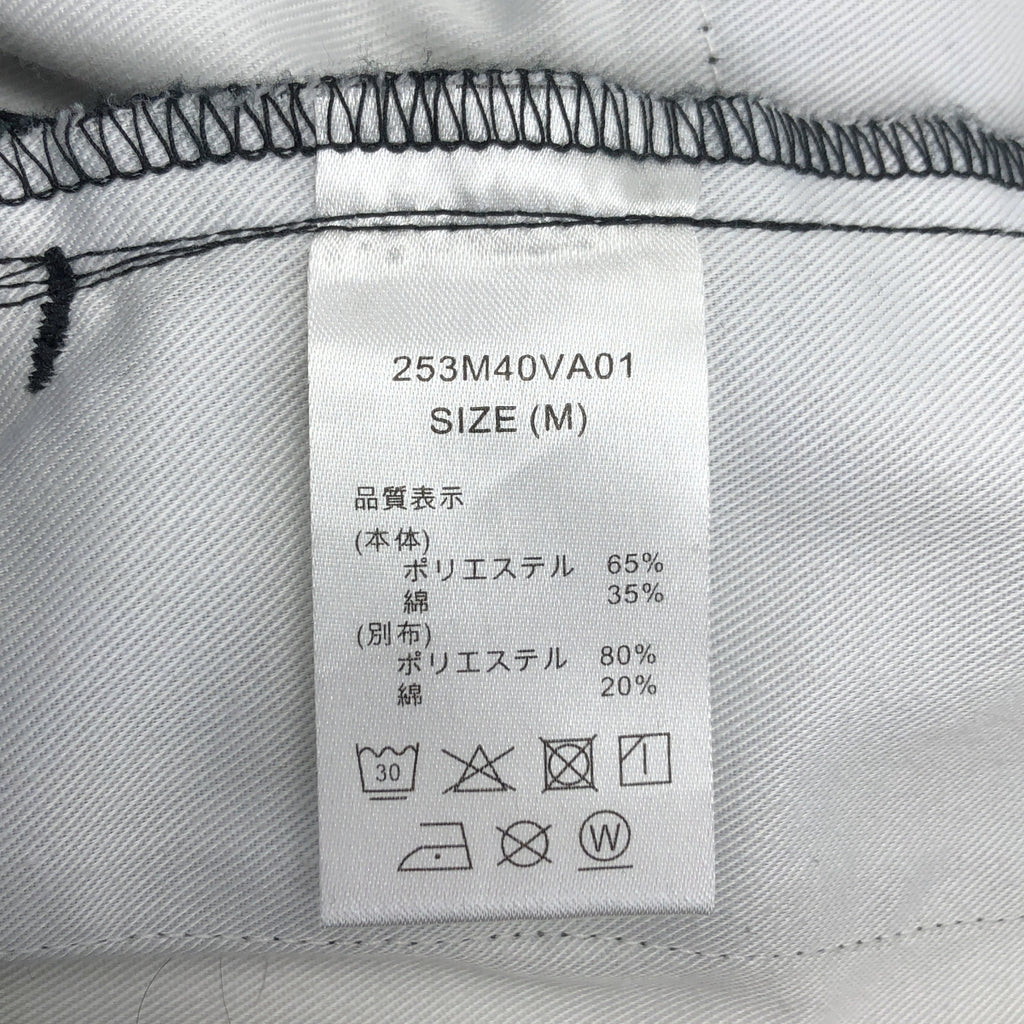 253M40VA01
SIZE (M)
品質表示
(本体)
ポリエステル 65%
綿 35%
(別布)
ポリエステル 80%
綿 20%
30
W